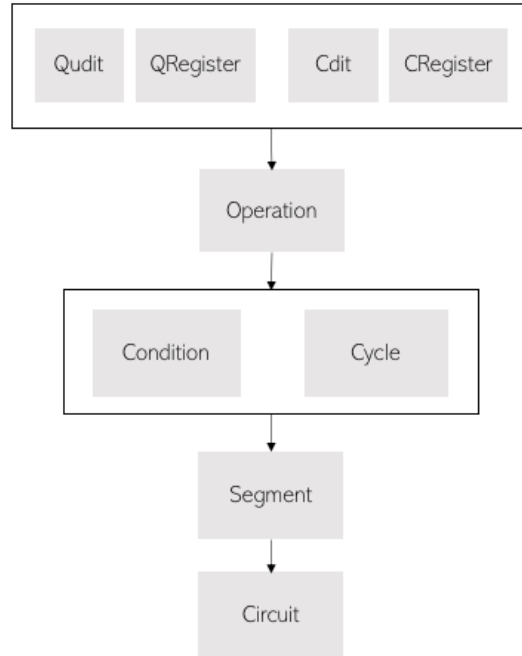 Qudit QRegister Cdit CRegister
Operation
Condition Cycle
Segment
Circuit